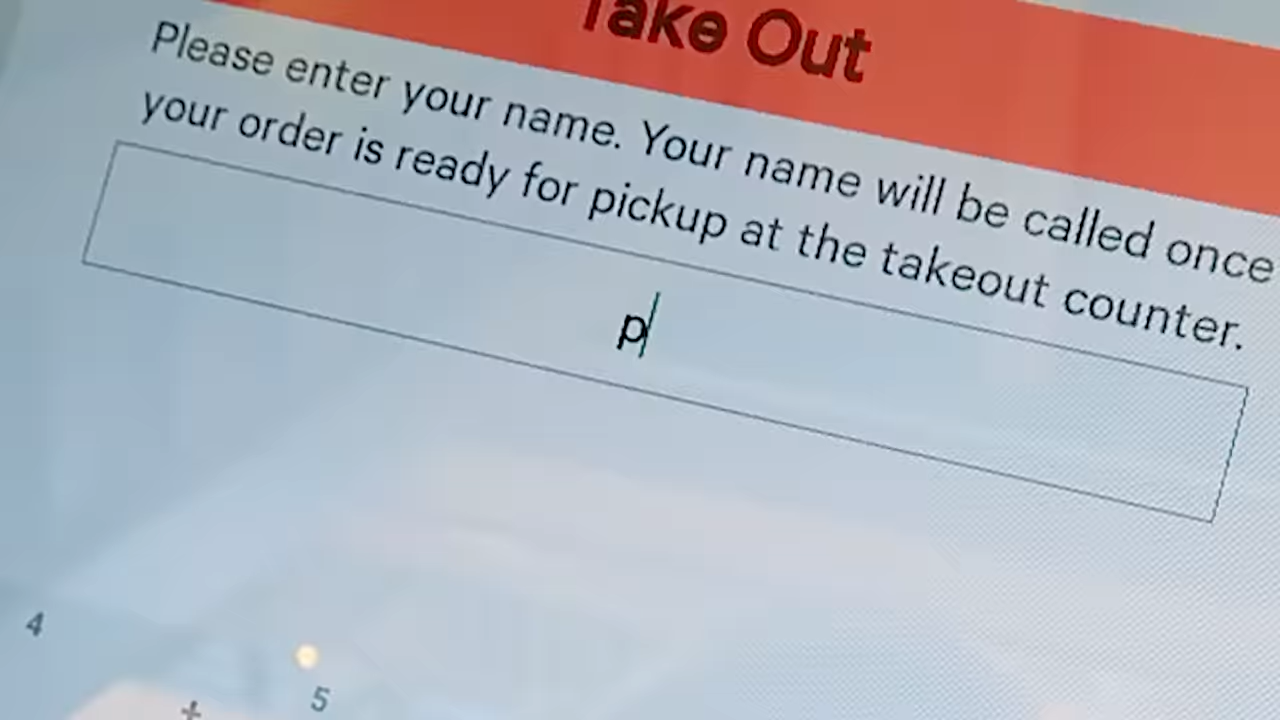 Take Out
Please enter your name. Your name will be called once
your order is ready for pickup at the takeout counter.
p
4
5
t